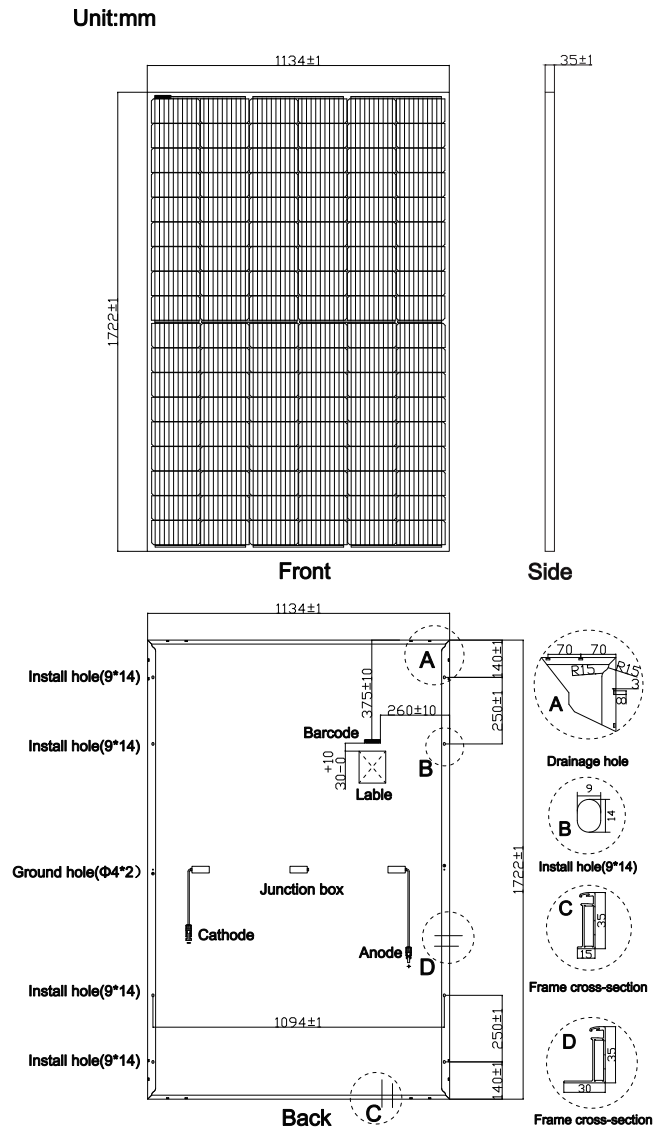 Unit:mm
1134±1
35±1
1722±1
Front
Side
1134±1
A
140±1
70 70
Install hole(9*14)
R15
R15
3
8
A
375±10
260±10
250±1
Barcode
Install hole(9*14)
B
+10
30-0
Lable
Drainage hole
9
14
B
Install hole(9*14)
1722±1
Ground hole(Φ4*2)
Junction box
C
35
15
Cathode
Anode
D
Frame cross-section
Install hole(9*14)
1094±1
250±1
D
35
30
Install hole(9*14)
140±1
C
Back
Frame cross-section